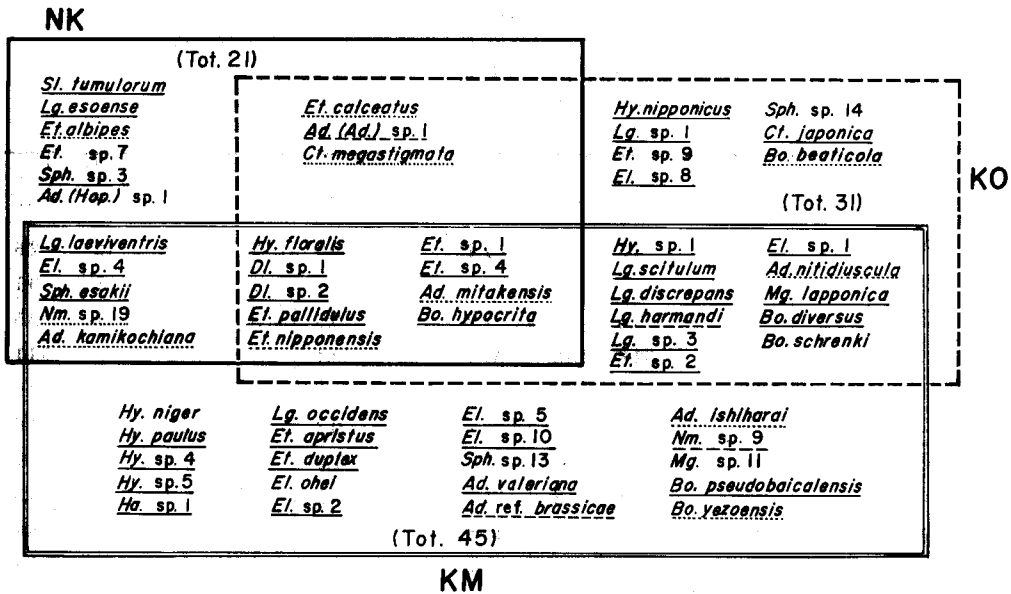 NK
(Tot. 21)
Sl. tumulorum
Lg. esoense
Et. albipes
Et. sp. 7
Sph. sp. 3
Ad. (Hop.) sp. 1
Et. calceatus
Ad. (Ad.) sp. 1
Ct. megastigmata
Hy. nipponicus
Lg. sp. 1
Et. sp. 9
El. sp. 8
Sph. sp. 14
Ct. japonica
Bo. beaticola
(Tot. 31)
KO
Lg. laeviventris
El. sp. 4
Sph. esakii
Nm. sp. 19
Ad. kamikochiana
Hy. floralis
Dl. sp. 1
Dl. sp. 2
Et. pallidulus
Et. nipponensis
Et. sp. 1
Et. sp. 4
Ad. mitakensis
Bo. hypocrita
Hy. sp. 1
Lg. scitulum
Lg. discrepans
Lg. harmandi
Lg. sp. 3
Et. sp. 2
El. sp. 1
Ad. nitidiuscula
Mg. lapponica
Bo. diversus
Bo. schrenki
Hy. niger
Hy. paulus
Hy. sp. 4
Hy. sp. 5
Ha. sp. 1
Lg. occidens
Et. apristus
Et. duplex
El. ohei
El. sp. 2
El. sp. 5
El. sp. 10
Sph. sp. 13
Ad. valeriana
Ad. ref. brassicae
Ad. ishiharai
Nm. sp. 9
Mg. sp. 11
Bo. pseudobaicalensis
Bo. yezoensis
(Tot. 45)
KM